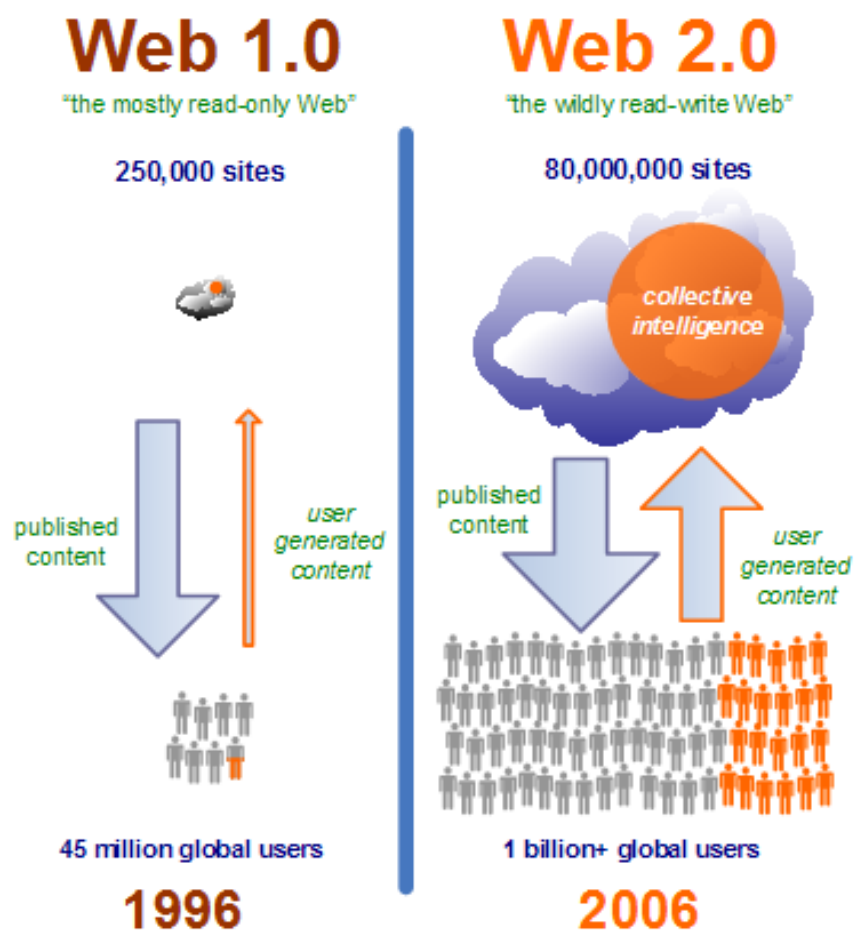 Web 1.0
“the mostly read-only Web”
250,000 sites
published
content
user
generated
content
45 million global users
1996
Web 2.0
“the wildly read-write Web”
80,000,000 sites
collective
intelligence
published
content
user
generated
content
1 billion+ global users
2006